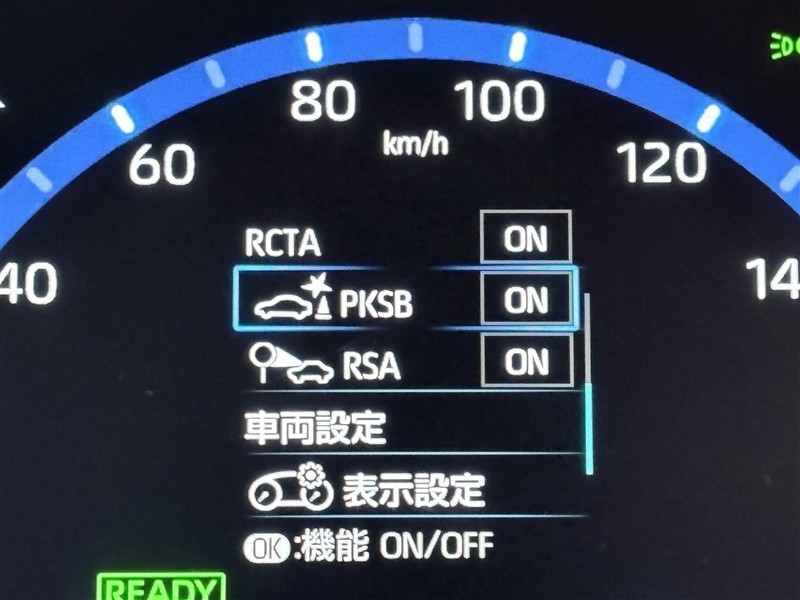 80 100
km/h
60 120
40 14
RCTA ON
PKSB ON
RSA ON
車両設定
表示設定
OK:機能 ON/OFF
READY